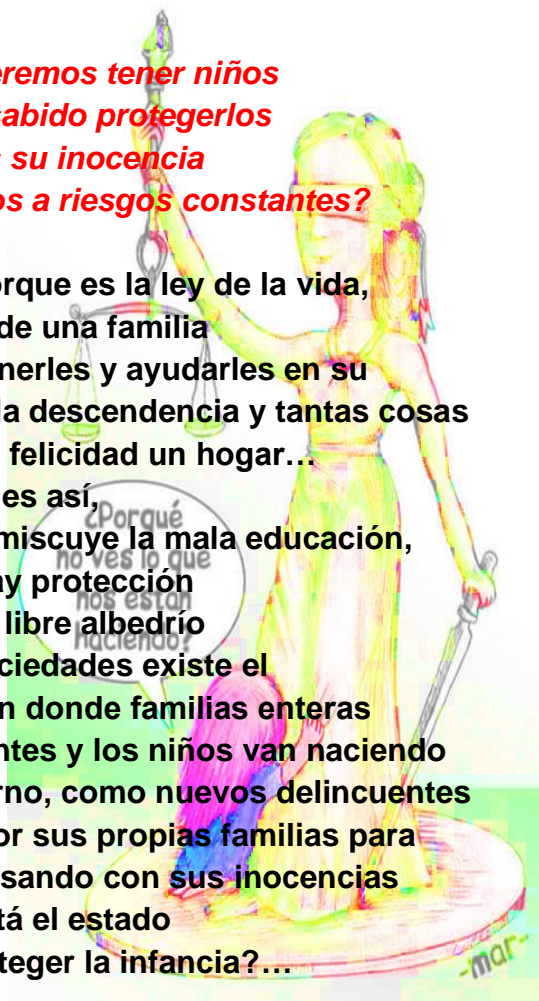 eremos tener niños
sabido protegerlos
s su inocencia
os a riesgos constantes?
orque es la ley de la vida,
de una familia
nerles y ayudarles en su
la descendencia y tantas cosas
felicidad un hogar…
es así,
miscuye la mala educación,
ay protección
libre albedrío
ciedades existe el
n donde familias enteras
ntes y los niños van naciendo
rno, como nuevos delincuentes
or sus propias familias para
sando con sus inocencias
tá el estado
teger la infancia?…
¿Porqué
no ves lo que
nos están
haciendo?
-mar-